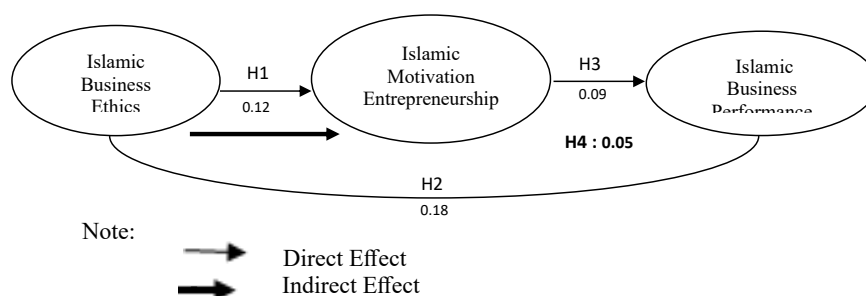 Islamic
Business
Ethics
H1
0.12
Islamic
Motivation
Entrepreneurship
H3
0.09
Islamic
Business
Performance
H4 : 0.05
H2
0.18
Note:
Direct Effect
Indirect Effect